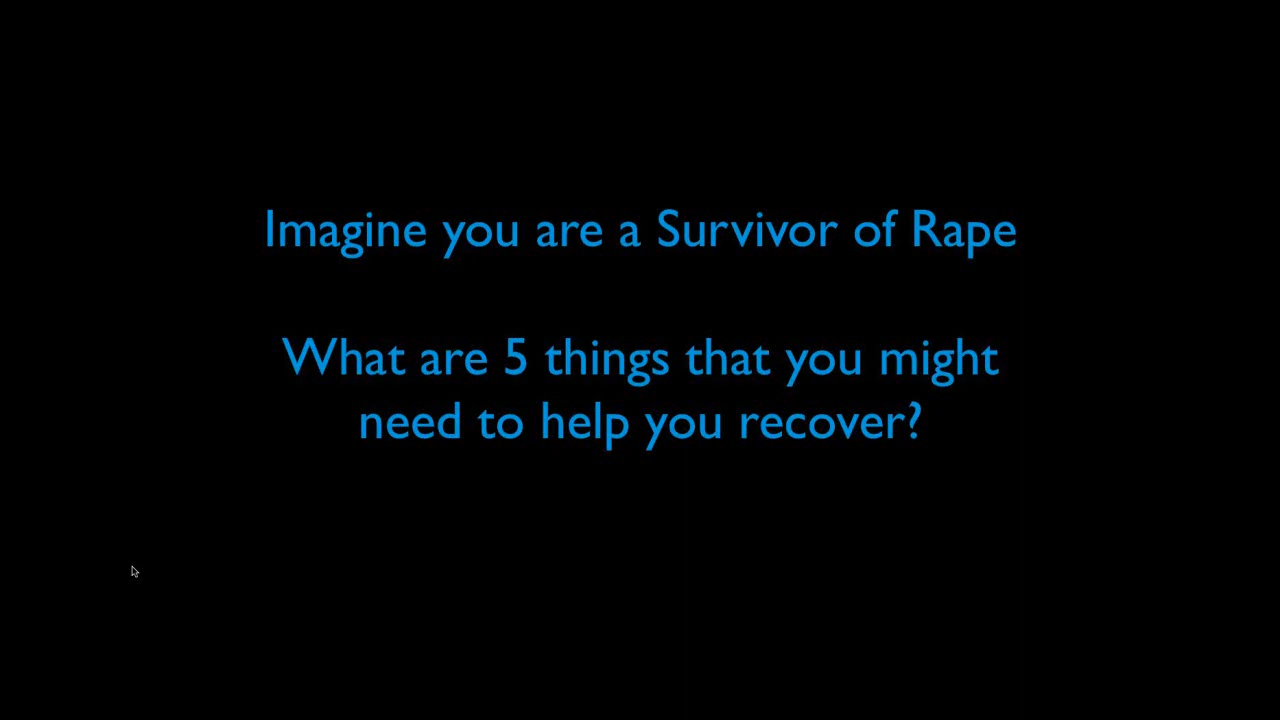 Imagine you are a Survivor of Rape
What are 5 things that you might
need to help you recover?